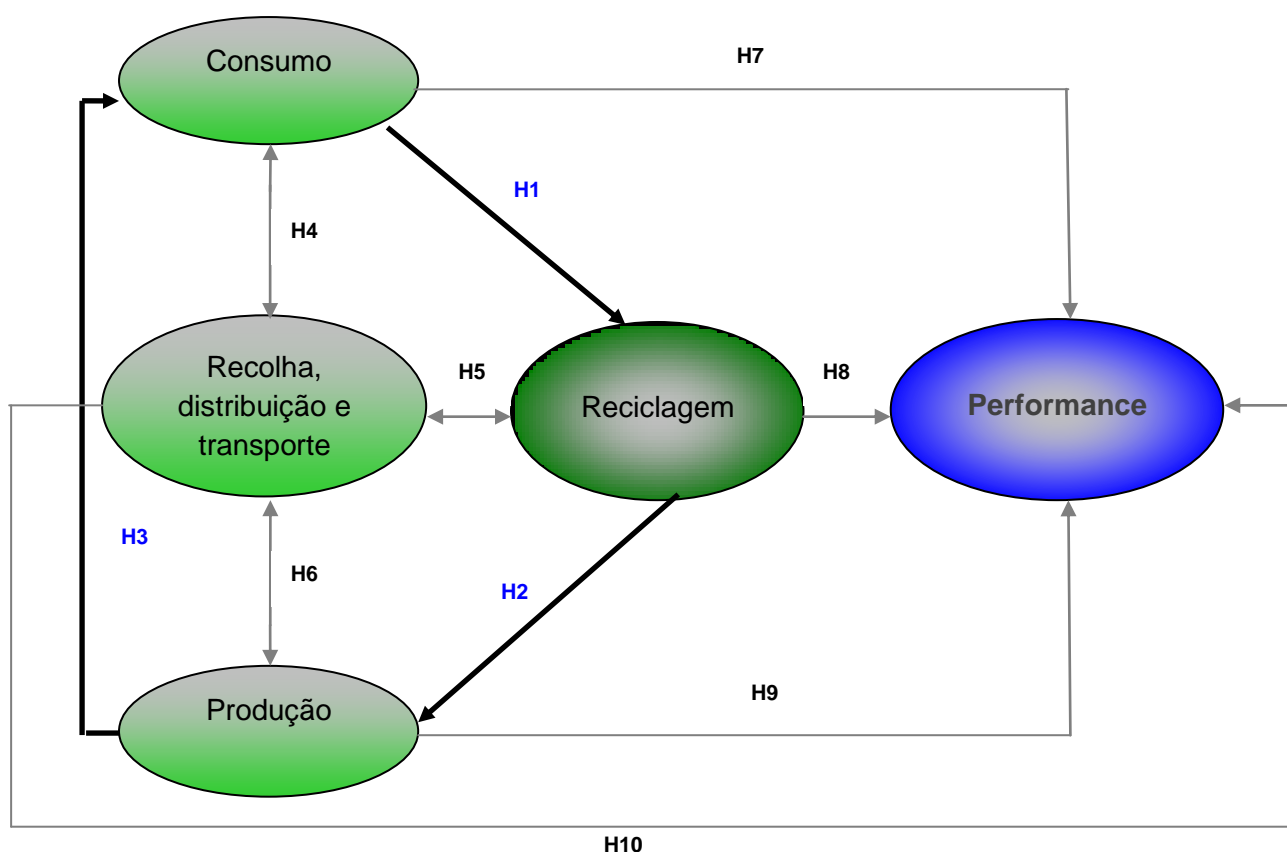 Consumo
H7
H1
H4
Recolha,
distribuição e
transporte
H5
Reciclagem
H8
Performance
H3
H6
H2
Produção
H9
H10